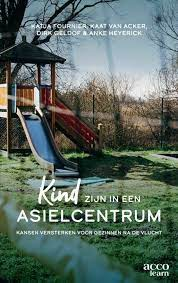 KATJA FOURNIER, KAAT VAN ACKER,
DIRK GELDOF & ANKE HEYERICK
Kind ZIJN IN EEN
ASIELCENTRUM
KANSEN VERSTERKEN VOOR GEZINNEN NA DE VLUCHT
acco
learn